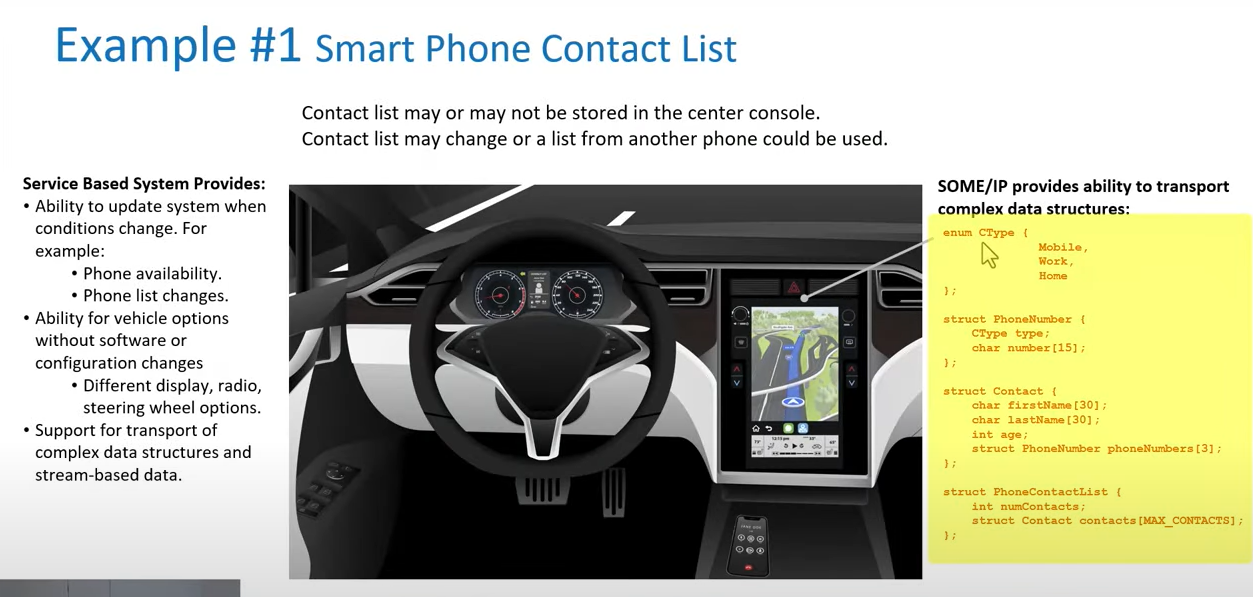 Example #1 Smart Phone Contact List
Contact list may or may not be stored in the center console.
Contact list may change or a list from another phone could be used.
Service Based System Provides:
• Ability to update system when
conditions change. For
example:
• Phone availability.
• Phone list changes.
• Ability for vehicle options
without software or
configuration changes
• Different display, radio,
steering wheel options.
• Support for transport of
complex data structures and
stream-based data.
SOME/IP provides ability to transport
complex data structures:
enum CType {
Mobile,
Work,
Home
};
struct PhoneNumber {
CType type;
char number[15];
};
struct Contact {
char firstName[30];
char lastName[30];
int age;
struct PhoneNumber phoneNumbers[3];
};
struct PhoneContactList {
int numContacts;
struct Contact contacts[MAX_CONTACTS];
};